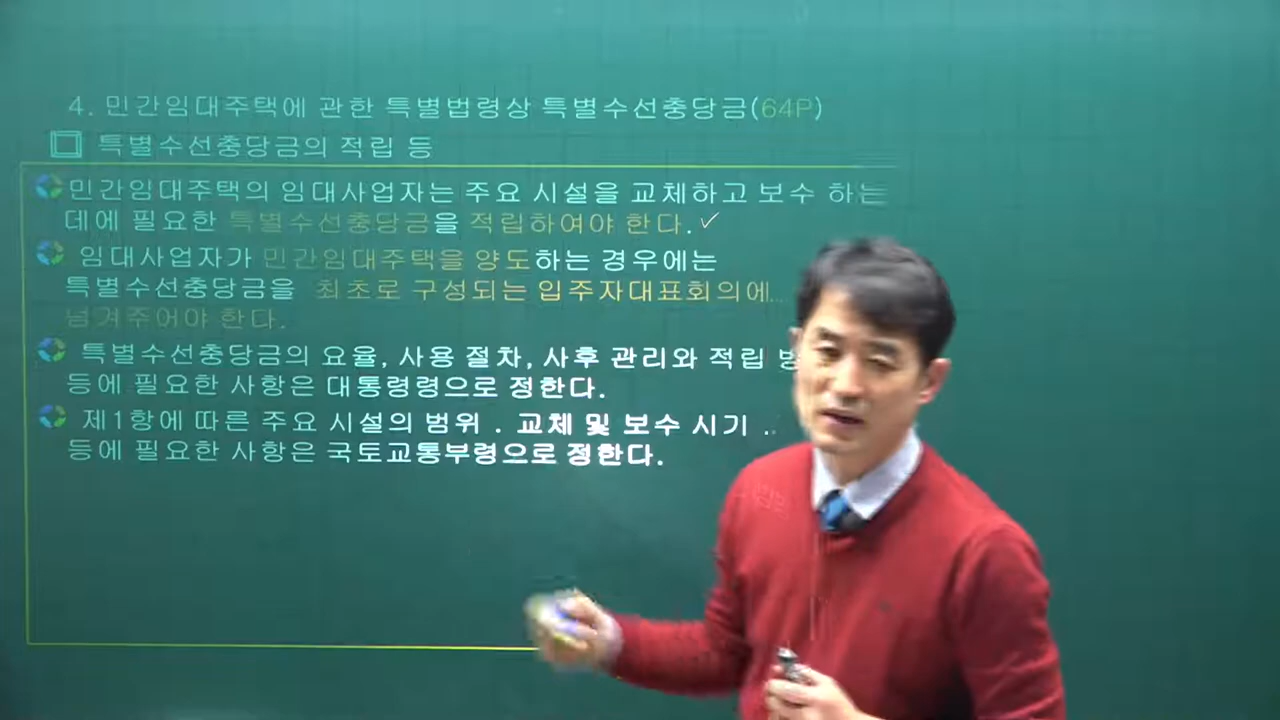 4. 민간임대주택에 관한 특별법령상 특별수선충당금(64P)
특별수선충당금의 적립 등
민간임대주택의 임대사업자는 주요 시설을 교체하고 보수 하는
데에 필요한 특별수선충당금을 적립하여야 한다.✓
임대사업자가 민간임대주택을 양도하는 경우에는
특별수선충당금을 최초로 구성되는 입주자대표회의에
넘겨주어야 한다.
특별수선충당금의 요율, 사용 절차, 사후 관리와 적립
등에 필요한 사항은 대통령령으로 정한다.
제1항에 따른 주요 시설의 범위 . 교체 및 보수 시기
등에 필요한 사항은 국토교통부령으로 정한다.